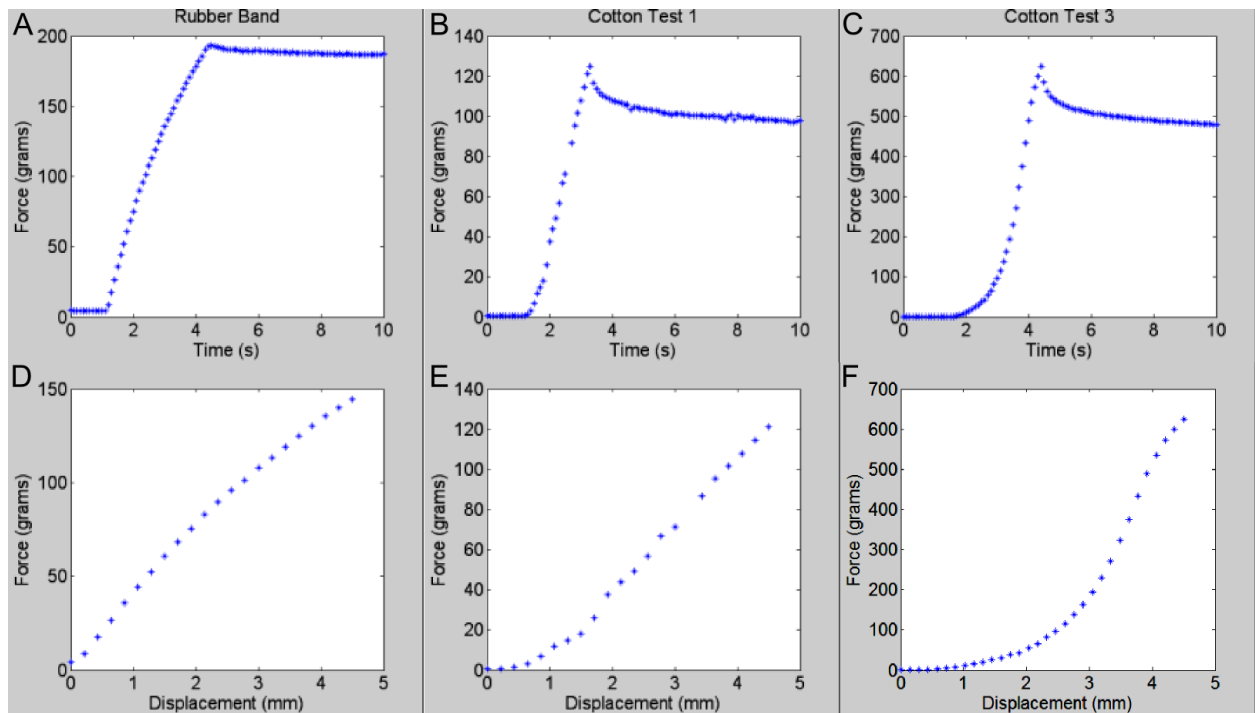 A
Rubber Band
200
150
100
50
0
Force (grams)
0 2 4 6 8 10
Time (s)
B
Cotton Test 1
140
120
100
80
60
40
20
0
Force (grams)
0 2 4 6 8 10
Time (s)
C
Cotton Test 3
700
600
500
400
300
200
100
0
Force (grams)
0 2 4 6 8 10
Time (s)
D
150
100
50
0
Force (grams)
0 1 2 3 4 5
Displacement (mm)
E
140
120
100
80
60
40
20
0
Force (grams)
0 1 2 3 4 5
Displacement (mm)
F
700
600
500
400
300
200
100
0
Force (grams)
0 1 2 3 4 5
Displacement (mm)